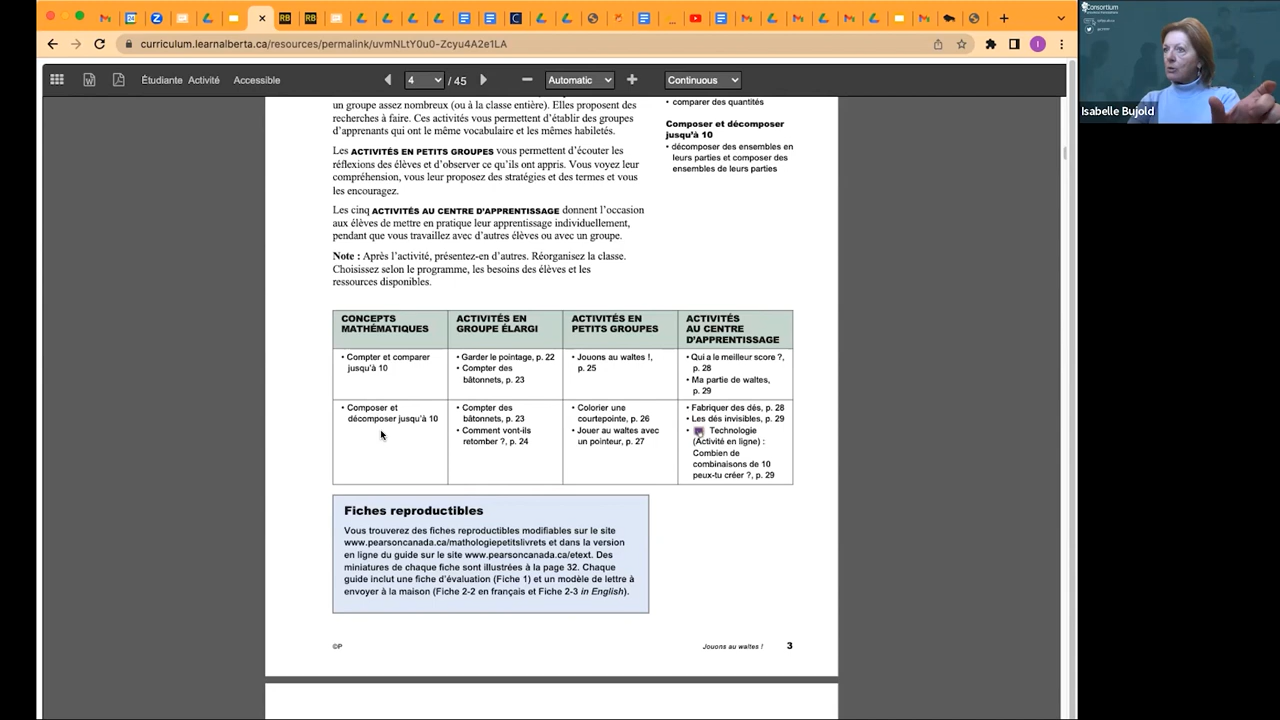 curriculum.learnalberta.ca/resources/permalink/uvmNLtY0u0-Zcyu4A2e1LA
Étudiante Activité Accessible
4 / 45
Automatic
Continuous
Consortium
Isabelle Bujold
un groupe assez nombreux (ou à la classe entière). Elles proposent des
recherches à faire. Ces activités vous permettent d'établir des groupes
d'apprenants qui ont le même vocabulaire et les mêmes habiletés.
Les ACTIVITÉS EN PETITS GROUPES vous permettent d'écouter les
réflexions des élèves et d'observer ce qu'ils ont appris. Vous voyez leur
compréhension, vous leur proposez des stratégies et des termes et vous
les encouragez.
Les cinq ACTIVITÉS AU CENTRE D'APPRENTISSAGE donnent l'occasion
aux élèves de mettre en pratique leur apprentissage individuellement,
pendant que vous travaillez avec d'autres élèves ou avec un groupe.
Note : Après l'activité, présentez-en d'autres. Réorganisez la classe.
Choisissez selon le programme, les besoins des élèves et les
ressources disponibles.
• comparer des quantités
Composer et décomposer
jusqu'à 10
• décomposer des ensembles en
leurs parties et composer des
ensembles de leurs parties
CONCEPTS
MATHÉMATIQUES
ACTIVITÉS EN
GROUPE ÉLARGI
ACTIVITÉS EN
PETITS GROUPES
ACTIVITÉS
AU CENTRE
D'APPRENTISSAGE
• Compter et comparer
jusqu'à 10
• Garder le pointage, p. 22
• Compter des
bâtonnets, p. 23
• Jouons au waltes !,
p. 25
• Qui a le meilleur score ?,
p. 28
• Ma partie de waltes,
p. 29
• Composer et
décomposer jusqu'à 10
• Compter des
bâtonnets, p. 23
• Comment vont-ils
retomber ?, p. 24
• Colorier une
courtepointe, p. 26
• Jouer au waltes avec
un pointeur, p. 27
• Fabriquer des dés, p. 28
• Les dés invisibles, p. 29
• Technologie
(Activité en ligne) :
Combien de
combinaisons de 10
peux-tu créer ?, p. 29
Fiches reproductibles
Vous trouverez des fiches reproductibles modifiables sur le site
www.pearsoncanada.ca/mathologiepetitslivrets et dans la version
en ligne du guide sur le site www.pearsoncanada.ca/etext. Des
miniatures de chaque fiche sont illustrées à la page 32. Chaque
guide inclut une fiche d'évaluation (Fiche 1) et un modèle de lettre à
envoyer à la maison (Fiche 2-2 en français et Fiche 2-3 in English).
©P
Jouons au waltes ! 3